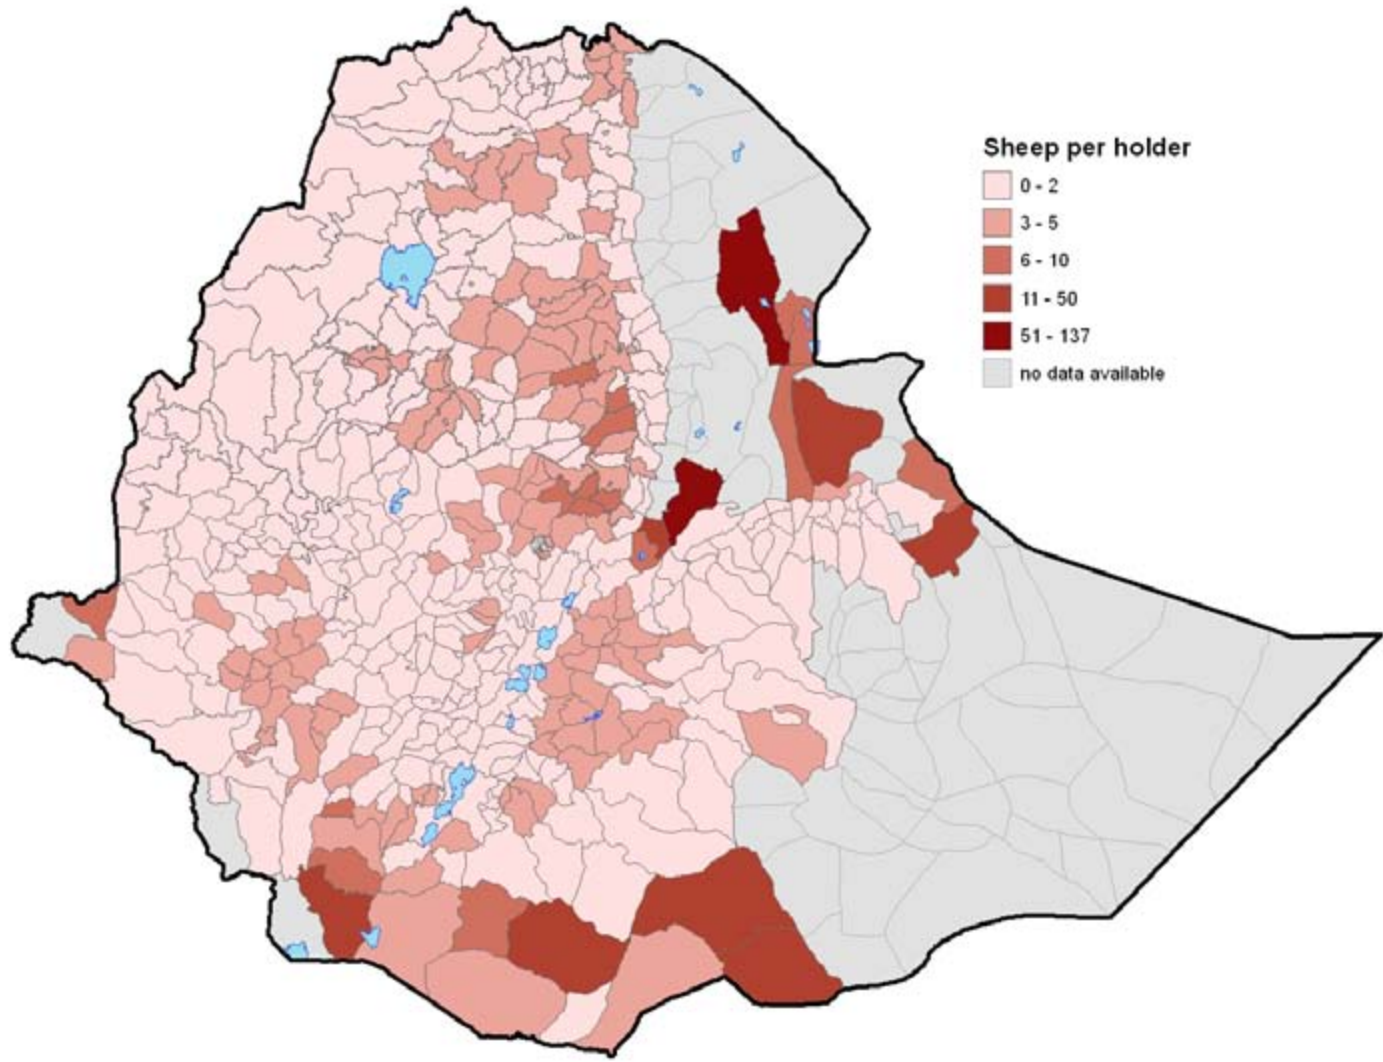 Sheep per holder
0 - 2
3 - 5
6 - 10
11 - 50
51 - 137
no data available